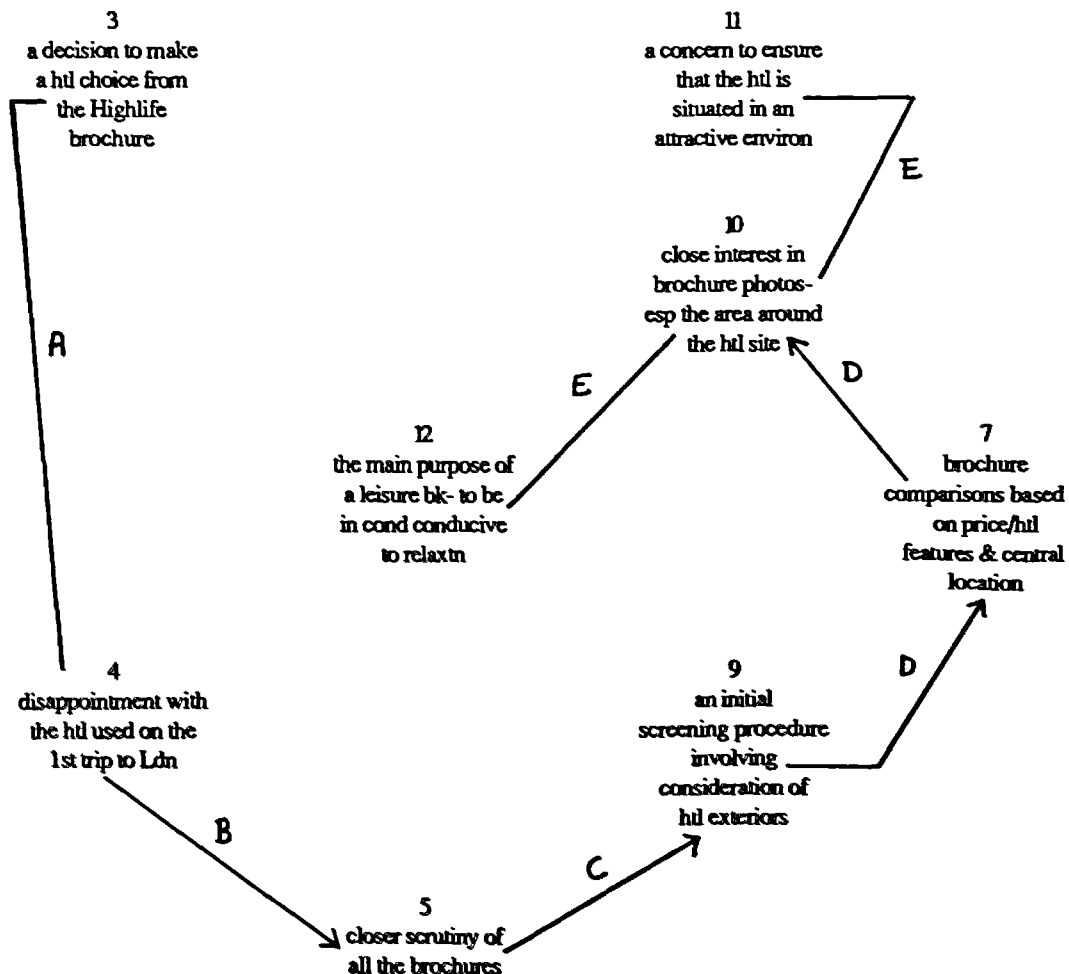 3
a decision to make
a htl choice from
the Highlife
brochure
11
a concern to ensure
that the htl is
situated in an
attractive environ
E
10
close interest in
brochure photos-
esp the area around
the htl site
A
D
E
12
the main purpose of
a leisure bk- to be
in cond conducive
to relaxtn
7
brochure
comparisons based
on price/htl
features & central
location
D
4
disappointment with
the htl used on the
1st trip to Ldn
9
an initial
screening procedure
involving
consideration of
htl exteriors
B
C
5
closer scrutiny of
all the brochures